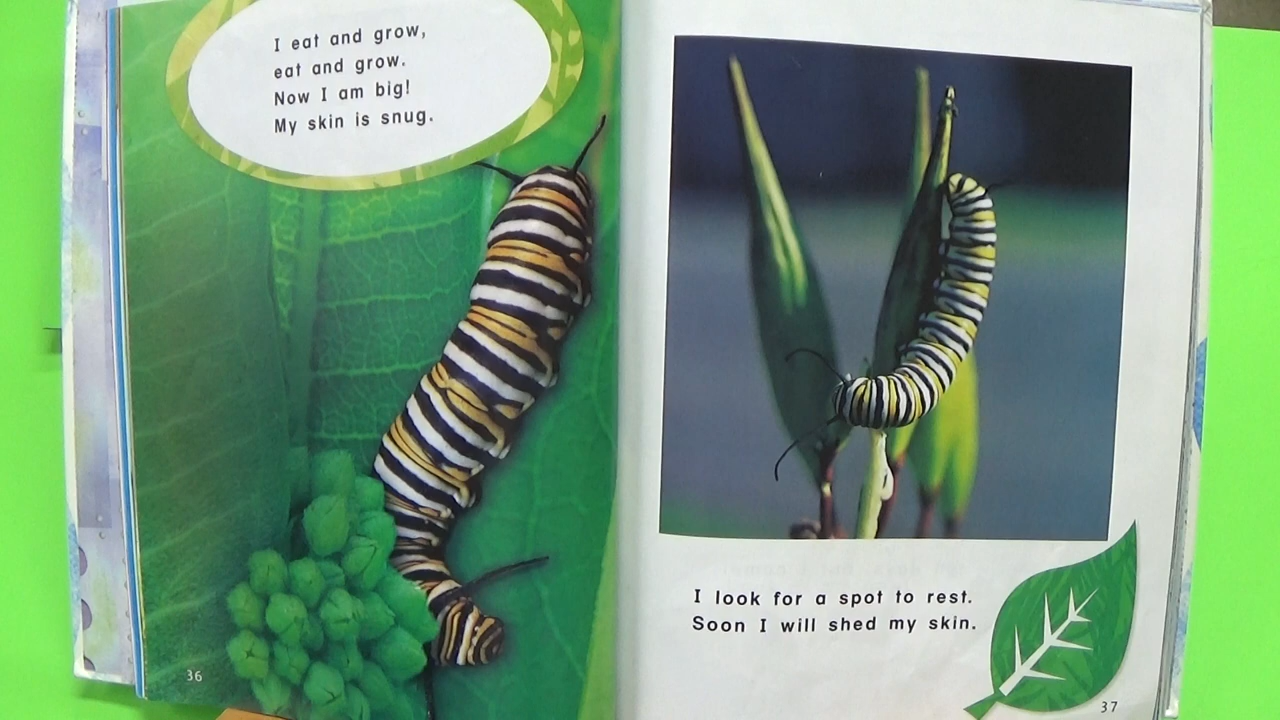 I eat and grow,
eat and grow.
Now I am big!
My skin is snug.
36
I look for a spot to rest.
Soon I will shed my skin.
37